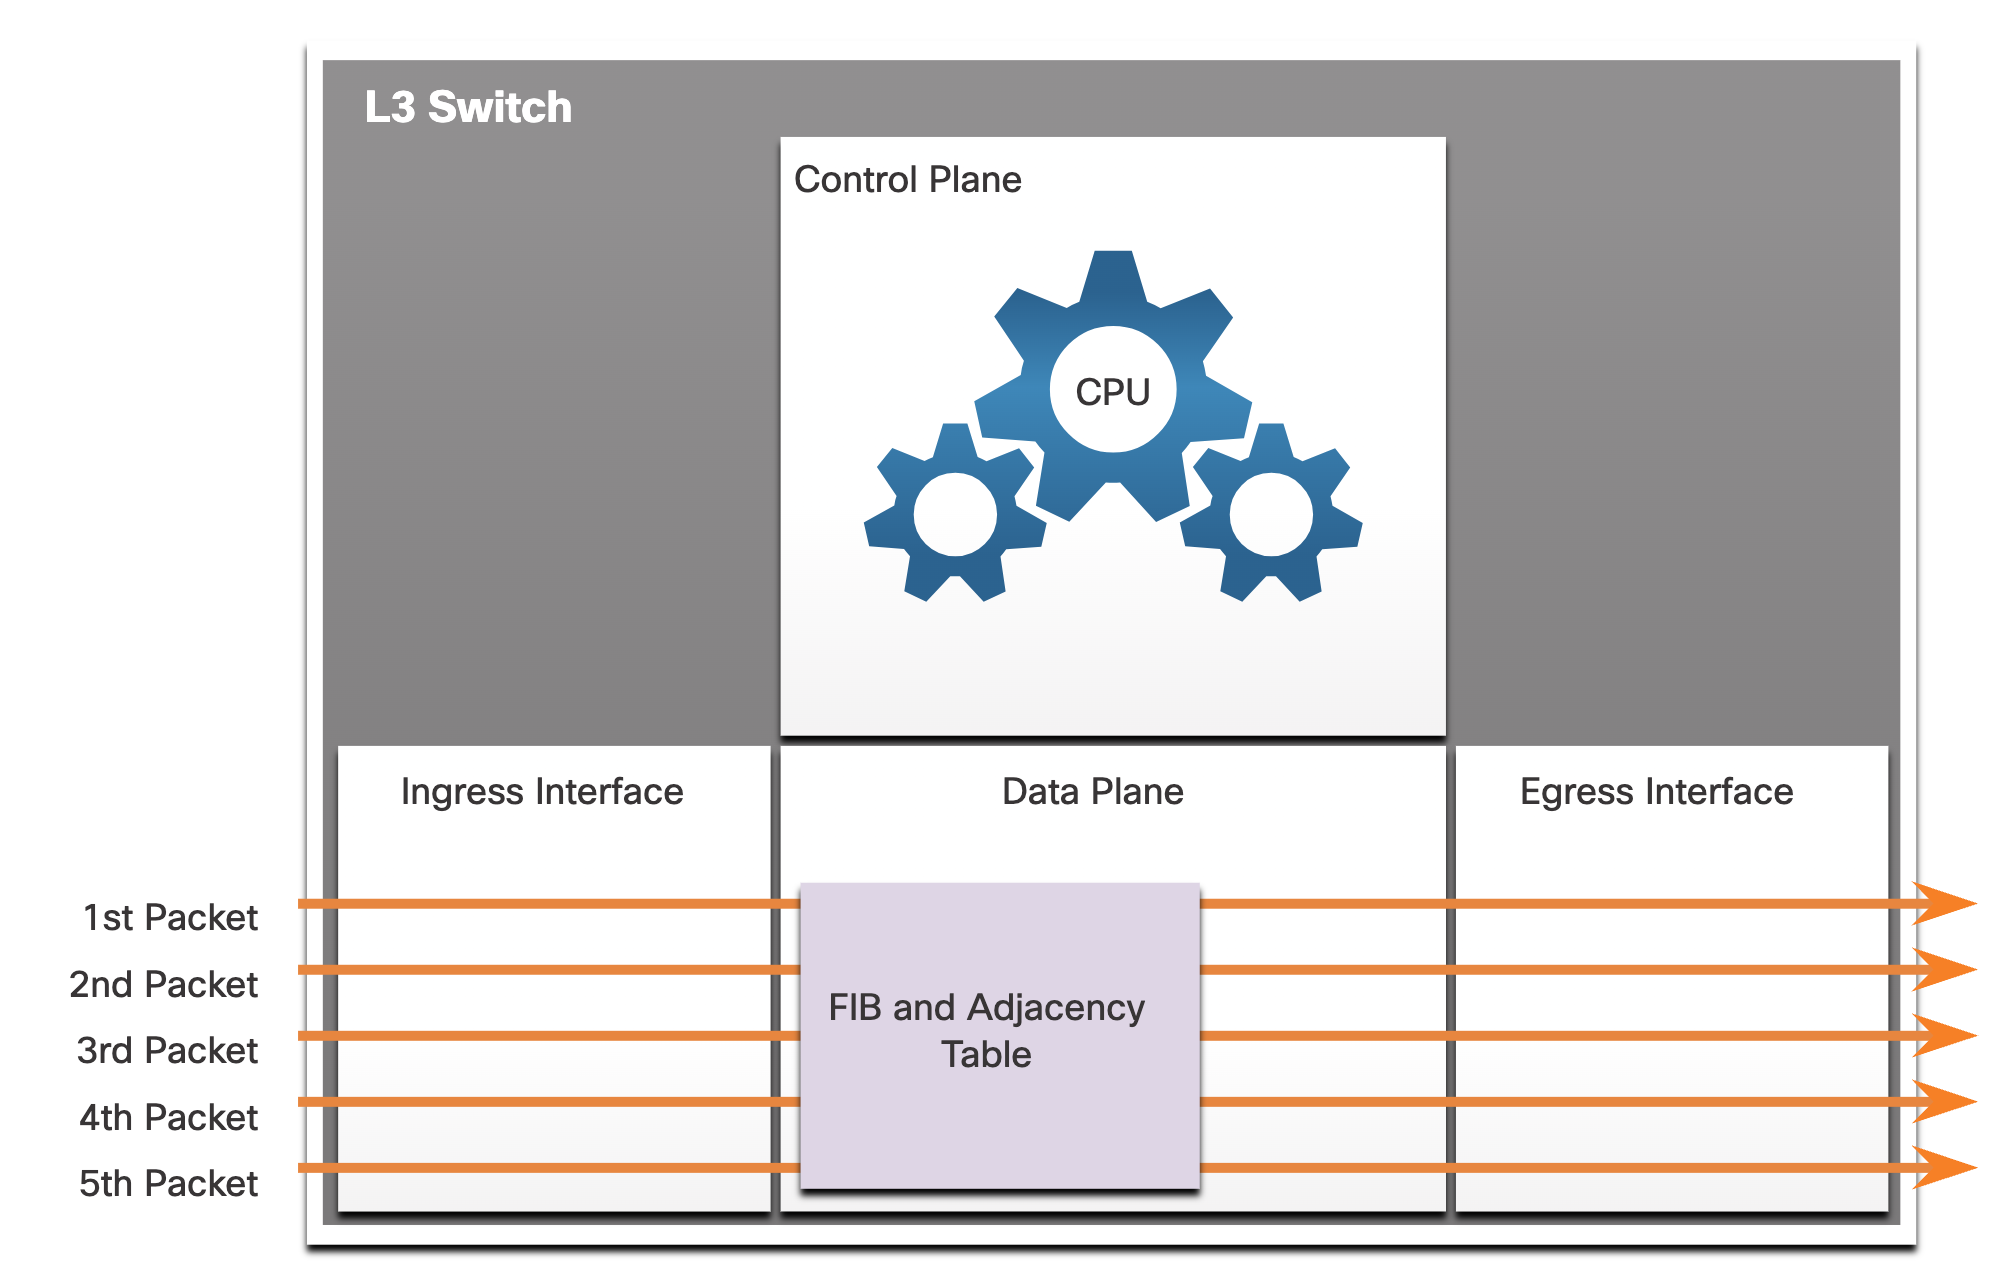 L3 Switch
Control Plane
CPU
Ingress Interface
Data Plane
Egress Interface
1st Packet
2nd Packet
3rd Packet
4th Packet
5th Packet
FIB and Adjacency
Table